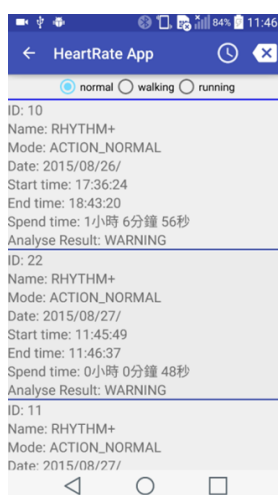 84% 11:46
HeartRate App
normal walking running
ID: 10
Name: RHYTHM+
Mode: ACTION_NORMAL
Date: 2015/08/26/
Start time: 17:36:24
End time: 18:43:20
Spend time: 1小時 6分鐘 56秒
Analyse Result: WARNING
ID: 22
Name: RHYTHM+
Mode: ACTION_NORMAL
Date: 2015/08/27/
Start time: 11:45:49
End time: 11:46:37
Spend time: 0小時 0分鐘 48秒
Analyse Result: WARNING
ID: 11
Name: RHYTHM+
Mode: ACTION_NORMAL
Date: 2015/08/27/